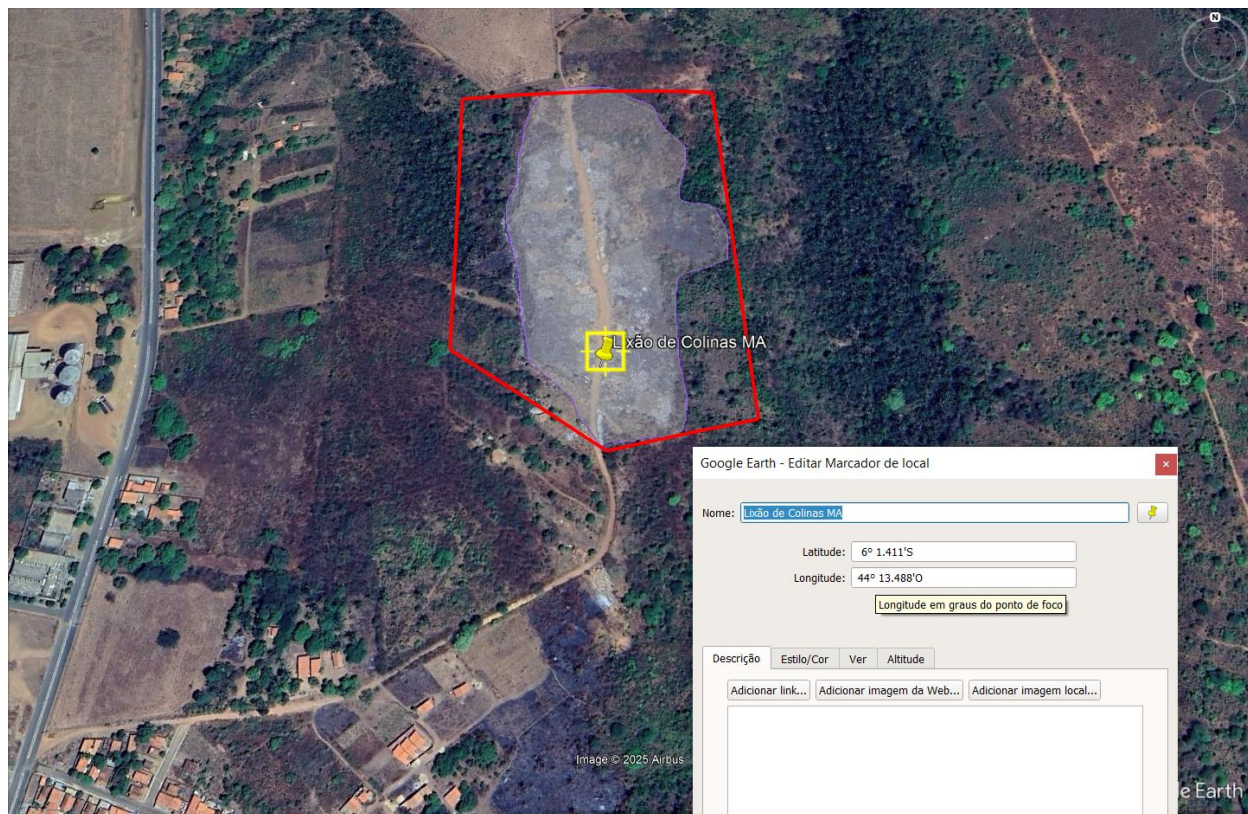 N
Lixão de Colinas MA
Google Earth - Editar Marcador de local
Nome: Lixão de Colinas MA
Latitude: 6° 1.411'S
Longitude: 44° 13.488'O
Longitude em graus do ponto de foco
Descrição Estilo/Cor Ver Altitude
Adicionar link... Adicionar imagem da Web... Adicionar imagem local...
Image © 2025 Airbus
e Earth